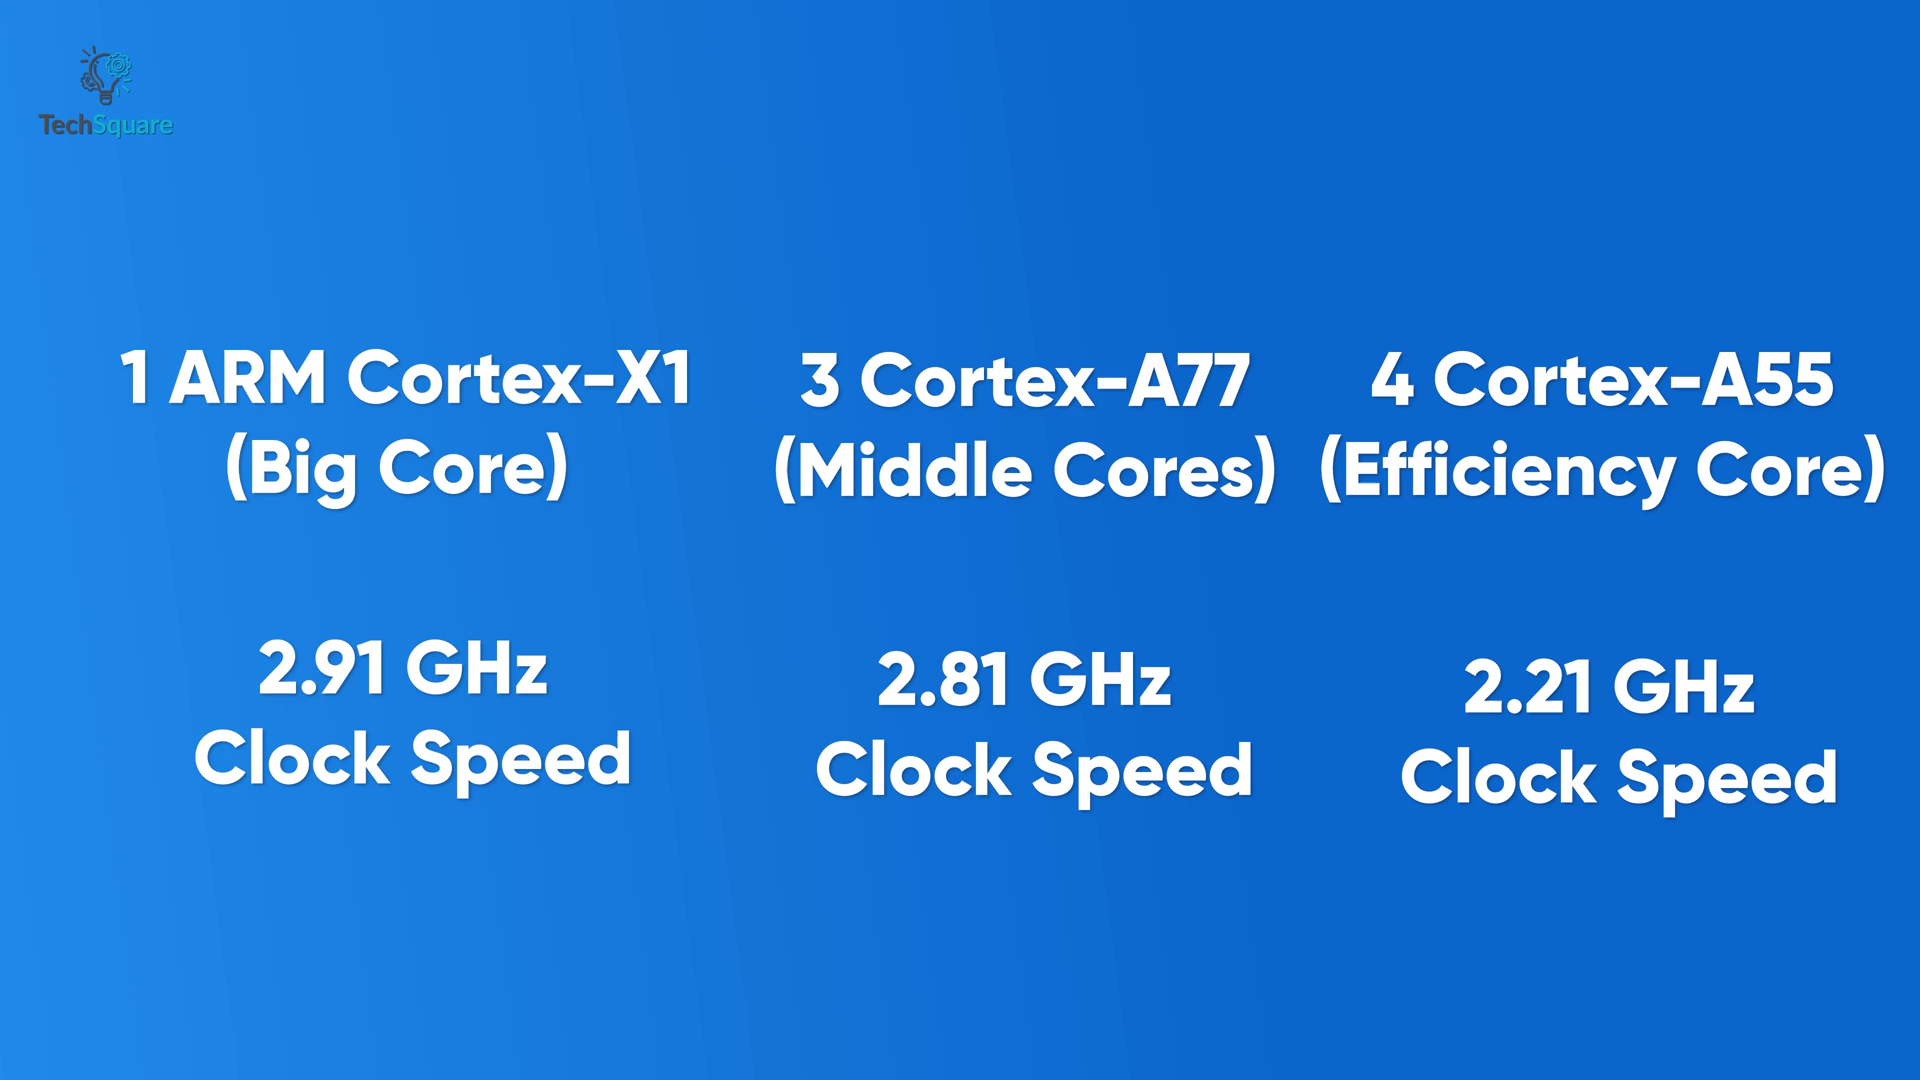 TechSquare
1 ARM Cortex-X1
(Big Core)
2.91 GHz
Clock Speed
3 Cortex-A77
(Middle Cores)
2.81 GHz
Clock Speed
4 Cortex-A55
(Efficiency Core)
2.21 GHz
Clock Speed